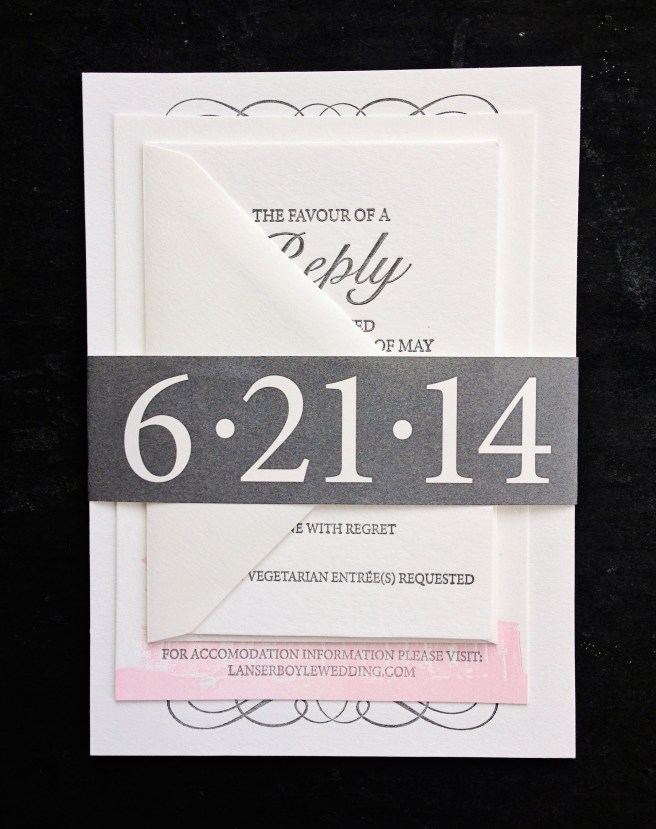 THE FAVOUR OF A
Reply
OF MAY
6·21·14
WITH REGRET
VEGETARIAN ENTRÉE(S) REQUESTED
FOR ACCOMODATION INFORMATION PLEASE VISIT:
LANSERBOYLEWEDDING.COM